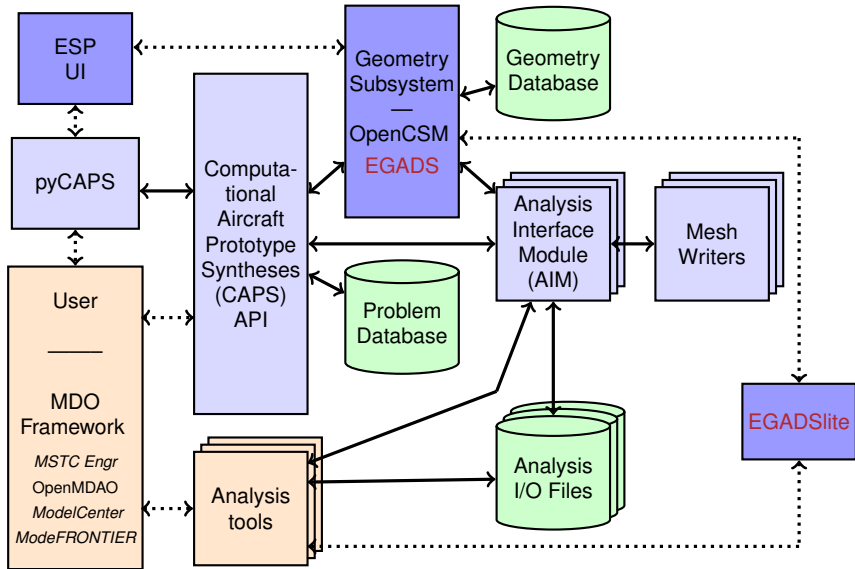 ESP
UI
pyCAPS
User
_____
MDO
Framework
MSTC Engr
OpenMDAO
ModelCenter
ModeFRONTIER
Computa-
tional
Aircraft
Prototype
Syntheses
(CAPS)
API
Geometry
Subsystem
—
OpenCSM
EGADS
Geometry
Database
Problem
Database
Analysis
Interface
Module
(AIM)
Mesh
Writers
Analysis
tools
Analysis
I/O Files
EGADSlite